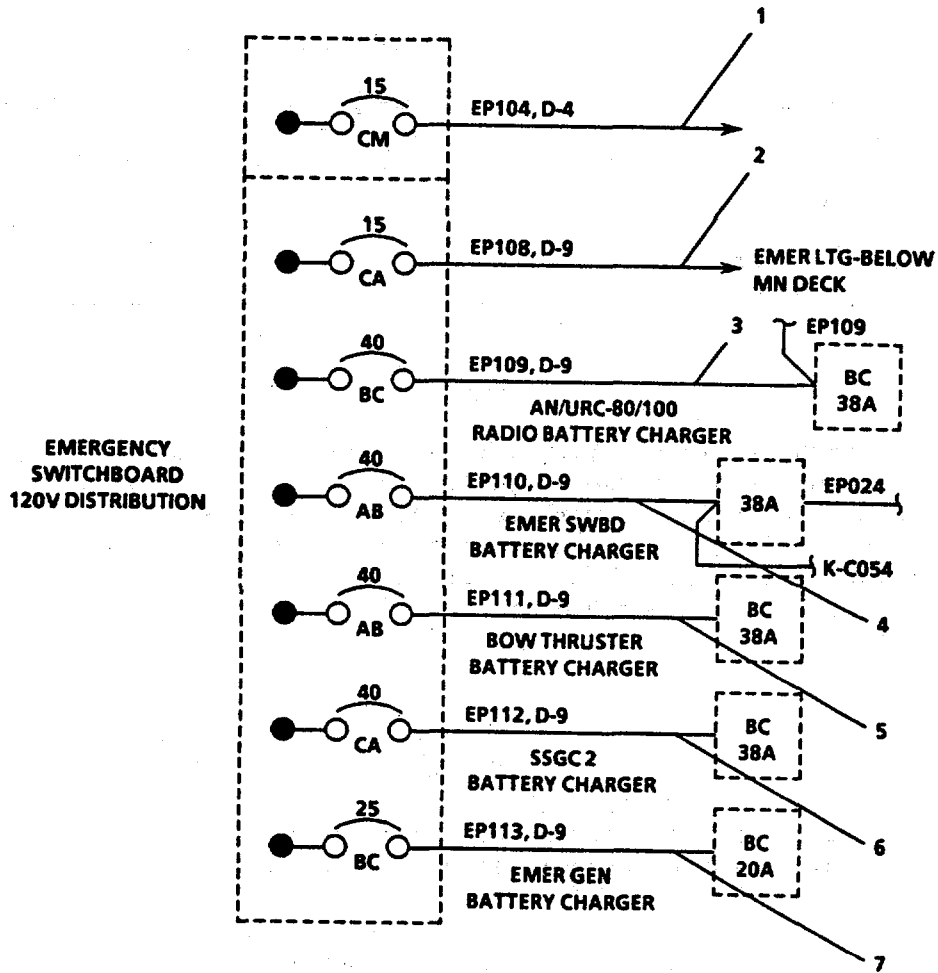 1
15
EP104, D-4
CM
2
15
EP108, D-9
CA
EMER LTG-BELOW
MN DECK
3
EP109
40
EP109, D-9
BC
BC
38A
AN/URC-80/100
RADIO BATTERY CHARGER
EMERGENCY
SWITCHBOARD
120V DISTRIBUTION
40
EP110, D-9
AB
38A
EP024
EMER SWBD
BATTERY CHARGER
K-C054
4
40
EP111, D-9
AB
BC
38A
BOW THRUSTER
BATTERY CHARGER
5
40
EP112, D-9
CA
BC
38A
SSGC 2
BATTERY CHARGER
6
25
EP113, D-9
BC
BC
20A
EMER GEN
BATTERY CHARGER
7